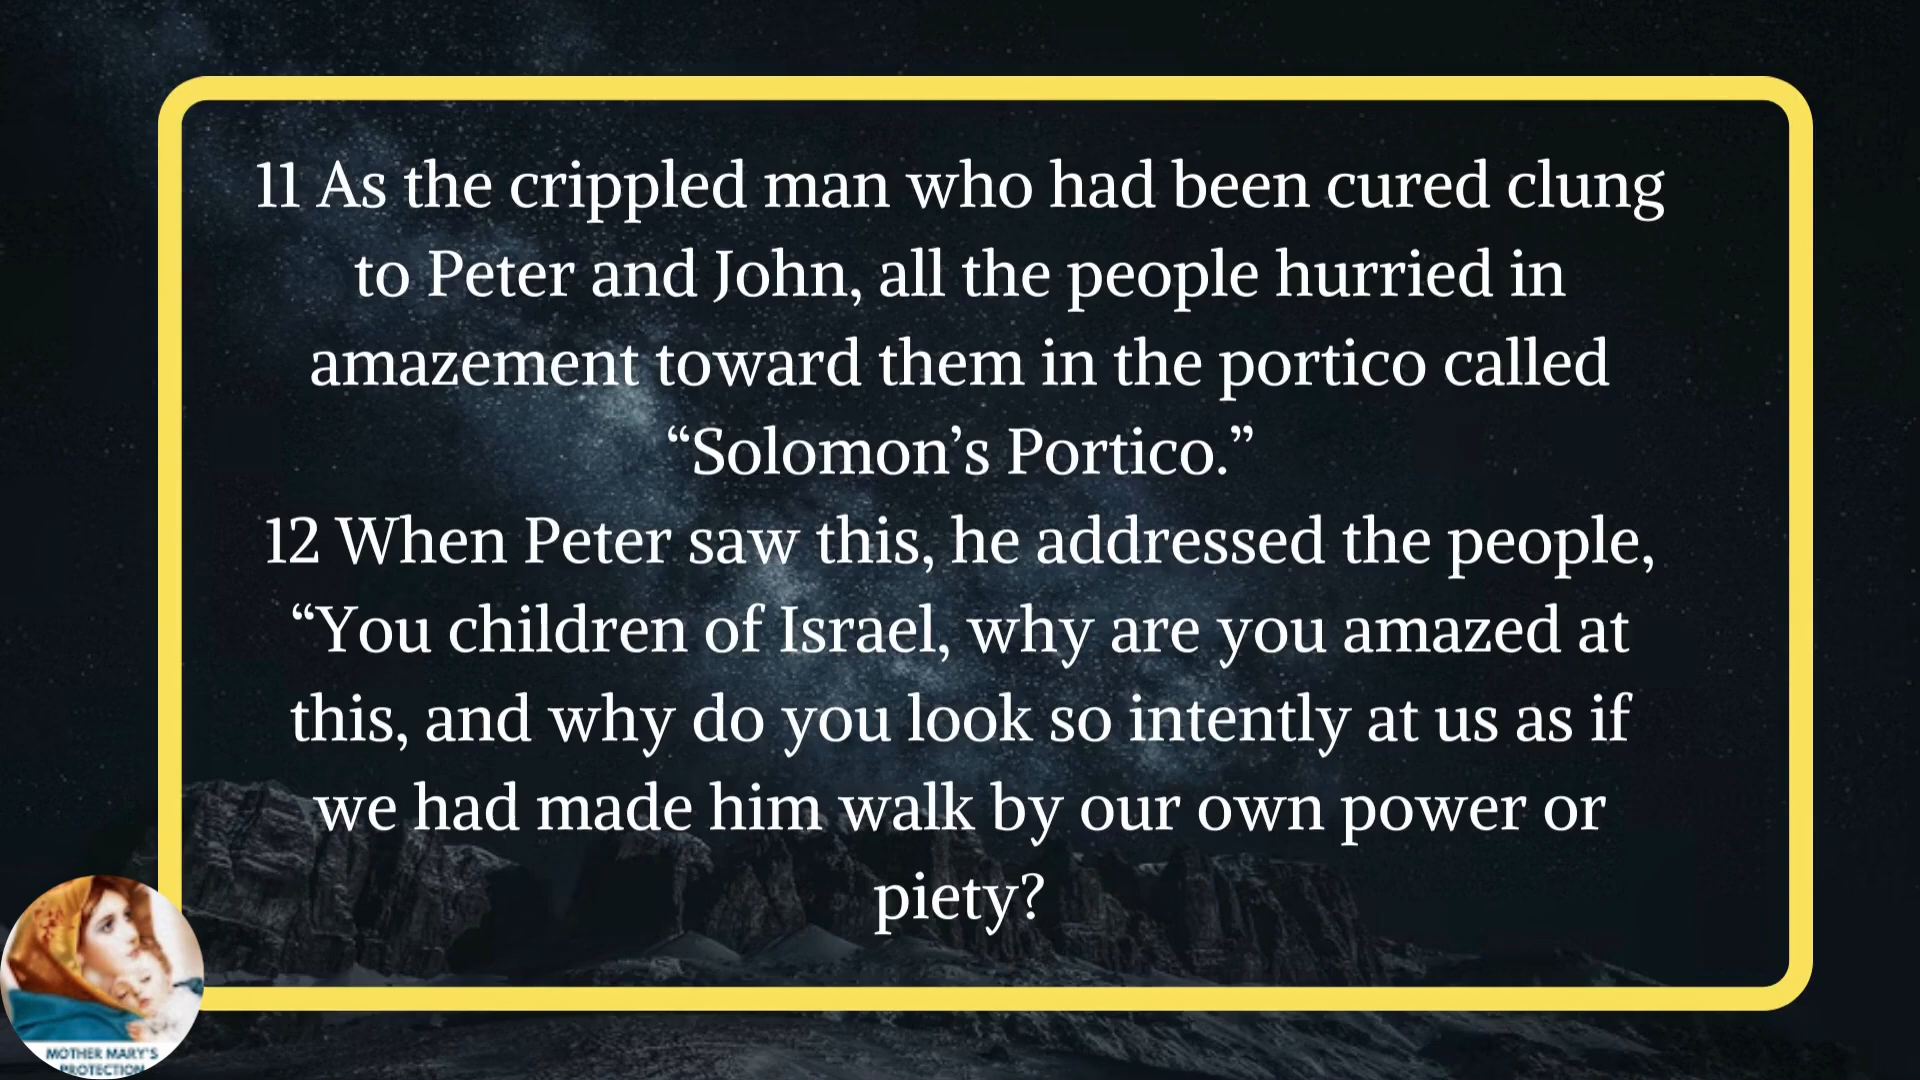 11 As the crippled man who had been cured clung
to Peter and John, all the people hurried in
amazement toward them in the portico called
“Solomon’s Portico.”
12 When Peter saw this, he addressed the people,
“You children of Israel, why are you amazed at
this, and why do you look so intently at us as if
we had made him walk by our own power or
piety?
MOTHER MARY'S
PROTECTION